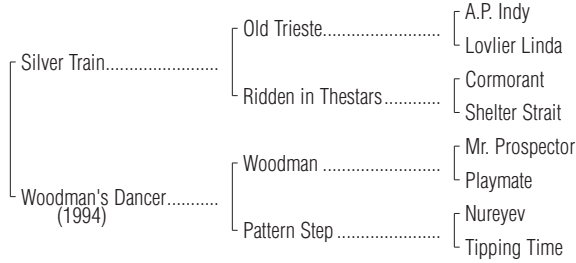 A.P. Indy
Old Trieste..........................
Lovlier Linda
Silver Train.........................
Cormorant
Ridden in Thestars............
Shelter Strait
Mr. Prospector
Woodman ..........................
Playmate
Woodman's Dancer...........
(1994)
Nureyev
Pattern Step .......................
Tipping Time